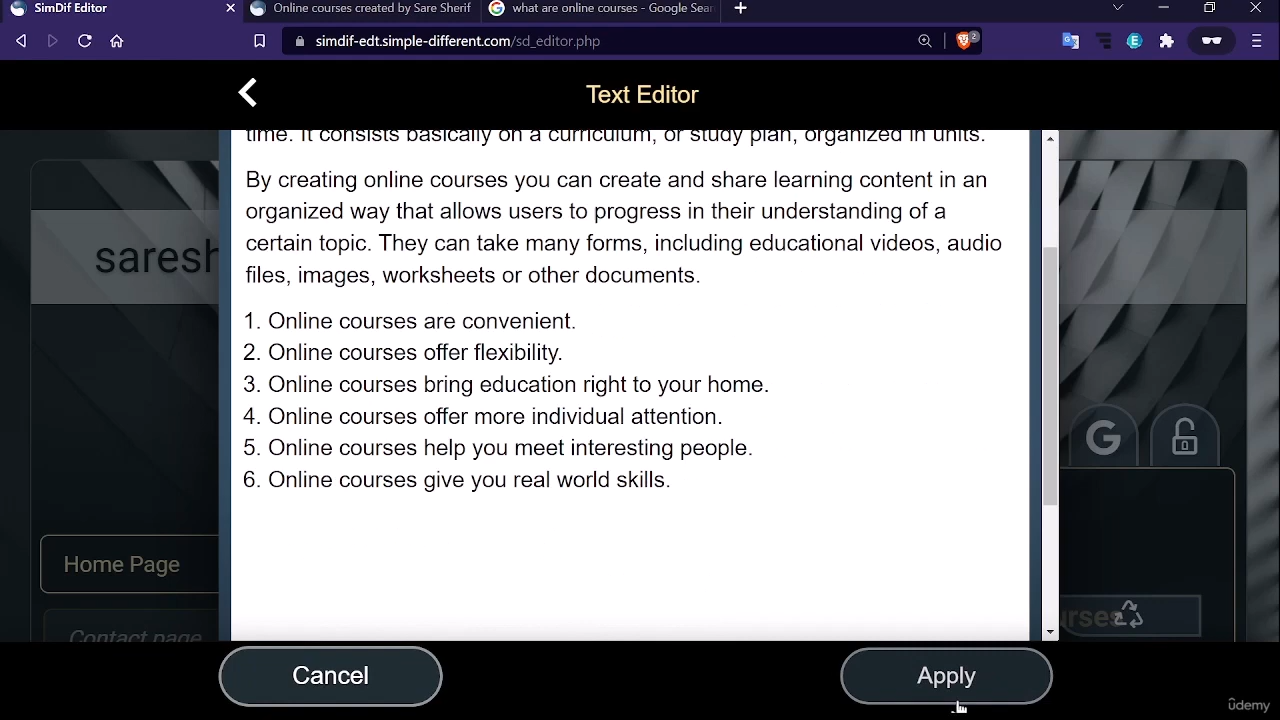 SimDif Editor
Online courses created by Sare Sherif
what are online courses - Google Sear
simdif-edt.simple-different.com/sd_editor.php
2
Text Editor
time. It consists basically on a curriculum, or study plan, organized in units.
By creating online courses you can create and share learning content in an
organized way that allows users to progress in their understanding of a
certain topic. They can take many forms, including educational videos, audio
files, images, worksheets or other documents.
1. Online courses are convenient.
2. Online courses offer flexibility.
3. Online courses bring education right to your home.
4. Online courses offer more individual attention.
5. Online courses help you meet interesting people.
6. Online courses give you real world skills.
saresh
G
Home Page
Contact page
urses
Cancel
Apply
ûdemy